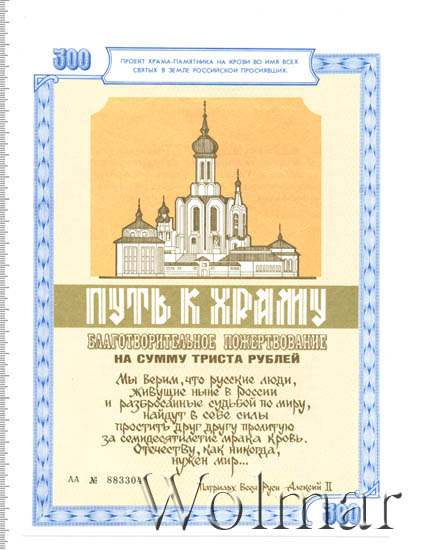 300
ПРОЕКТ ХРАМА-ПАМЯТНИКА НА КРОВИ ВО ИМЯ ВСЕХ
СВЯТЫХ В ЗЕМЛЕ РОССИЙСКОЙ ПРОСИЯВШИХ.
ПУТЬ К ХРАМУ
БЛАГОТВОРИТЕЛЬНОЕ ПОЖЕРТВОВАНИЕ
НА СУММУ ТРИСТА РУБЛЕЙ
Мы верим, что русские люди,
живущие ныне в России
и разбросанные судьбой по миру,
найдут в себе силы
простить друг другу пролитую
за семидесятилетие мрака кровь.
Отечеству, как никогда,
нужен мир...
АА № 883304
Патриарх Всея Руси Алексий II
Wolmar
300